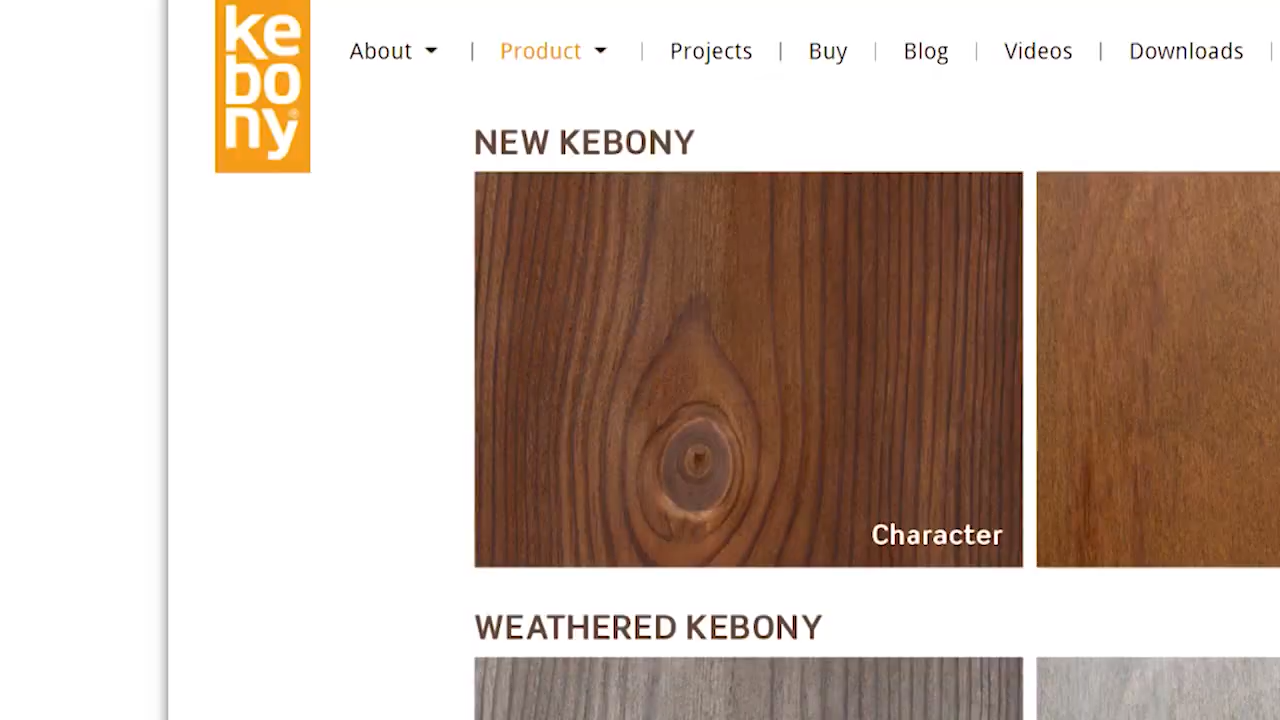 ke
bo
ny®
About | Product | Projects | Buy | Blog | Videos | Downloads |
NEW KEBONY
Character
WEATHERED KEBONY